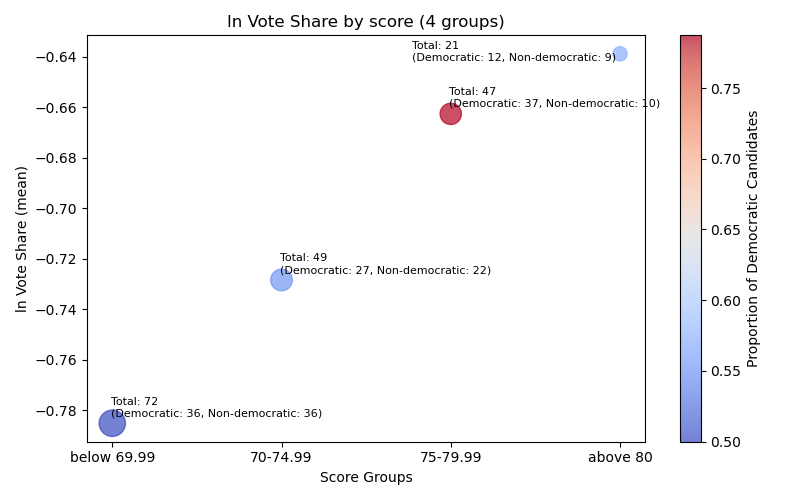 ln Vote Share by score (4 groups)
ln Vote Share (mean)
−0.64
−0.66
−0.68
−0.70
−0.72
−0.74
−0.76
−0.78
Total: 21
(Democratic: 12, Non-democratic: 9)
Total: 47
(Democratic: 37, Non-democratic: 10)
Total: 49
(Democratic: 27, Non-democratic: 22)
Total: 72
(Democratic: 36, Non-democratic: 36)
below 69.99
70-74.99
75-79.99
above 80
Score Groups
0.75
0.70
0.65
0.60
0.55
0.50
Proportion of Democratic Candidates